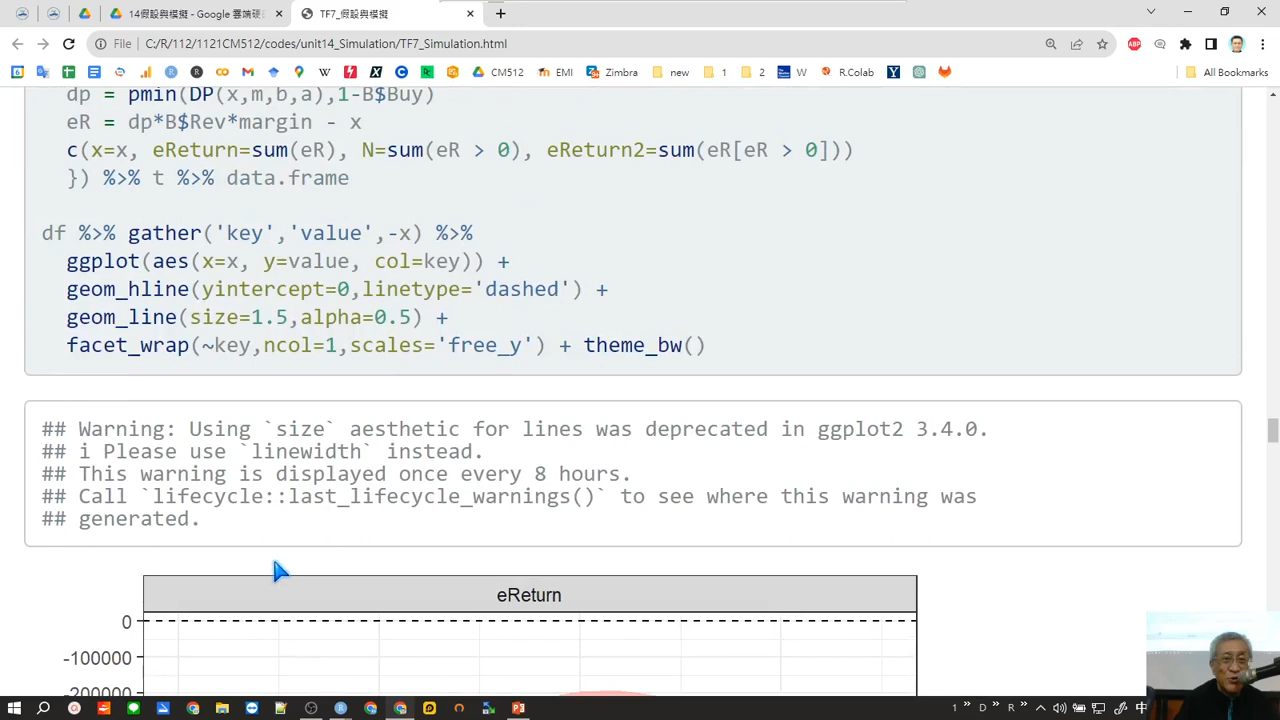 14假設與模擬 - Google 雲端硬
TF7_假設與模擬
File
C:/R/112/1121CM512/codes/unit14_Simulation/TF7_Simulation.html
CM512
EMI
Zimbra
new
1
2
W
R.Colab
All Bookmarks
dp = pmin(DP(x,m,b,a),1-B$Buy)
eR = dp*B$Rev*margin - x
c(x=x, eReturn=sum(eR), N=sum(eR > 0), eReturn2=sum(eR[eR > 0]))
}) %>% t %>% data.frame
df %>% gather('key','value',-x) %>%
ggplot(aes(x=x, y=value, col=key)) +
geom_hline(yintercept=0,linetype='dashed') +
geom_line(size=1.5,alpha=0.5) +
facet_wrap(~key,ncol=1,scales='free_y') + theme_bw()
## Warning: Using `size` aesthetic for lines was deprecated in ggplot2 3.4.0.
## i Please use `linewidth` instead.
## This warning is displayed once every 8 hours.
## Call `lifecycle::last_lifecycle_warnings()` to see where this warning was
## generated.
eReturn
0
-100000
-200000